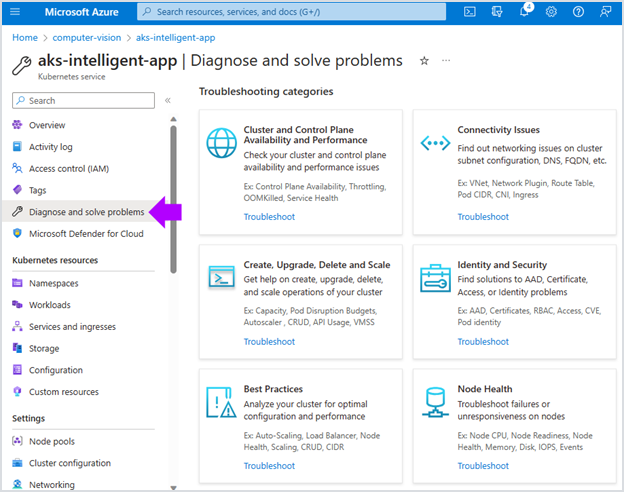 Microsoft Azure
Search resources, services, and docs (G+/)
4
Home > computer-vision > aks-intelligent-app
aks-intelligent-app | Diagnose and solve problems
Kubernetes service
Search
Overview
Activity log
Access control (IAM)
Tags
Diagnose and solve problems
Microsoft Defender for Cloud
Kubernetes resources
Namespaces
Workloads
Services and ingresses
Storage
Configuration
Custom resources
Settings
Node pools
Cluster configuration
Networking
Troubleshooting categories
Cluster and Control Plane
Availability and Performance
Check your cluster and control plane
availability and performance issues
Ex: Control Plane Availability, Throttling,
OOMKilled, Service Health
Troubleshoot
Connectivity Issues
Find out networking issues on cluster
subnet configuration, DNS, FQDN, etc.
Ex: VNet, Network Plugin, Route Table,
Pod CIDR, CNI, Ingress
Troubleshoot
Create, Upgrade, Delete and Scale
Get help on create, upgrade, delete,
and scale operations of your cluster
Ex: Capacity, Pod Disruption Budgets,
Autoscaler , CRUD, API Usage, VMSS
Troubleshoot
Identity and Security
Find solutions to AAD, Certificate,
Access, or Identity problems
Ex: AAD, Certificates, RBAC, Access, CVE,
Pod identity
Troubleshoot
Best Practices
Analyze your cluster for optimal
configuration and performance
Ex: Auto-Scaling, Load Balancer, Node
Health, Scaling, CRUD, CIDR
Troubleshoot
Node Health
Troubleshoot failures or
unresponsiveness on nodes
Ex: Node CPU, Node Readiness, Node
Health, Memory, Disk, IOPS, Events
Troubleshoot